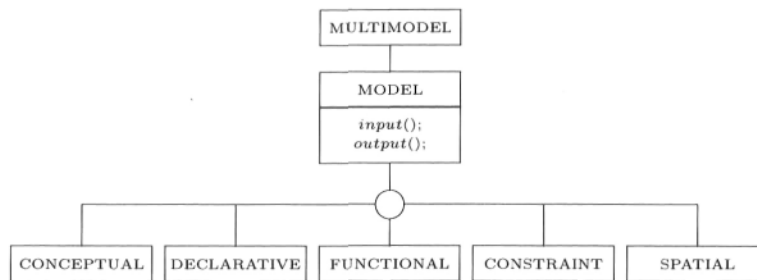 MULTIMODEL
MODEL
input();
output();
CONCEPTUAL
DECLARATIVE
FUNCTIONAL
CONSTRAINT
SPATIAL